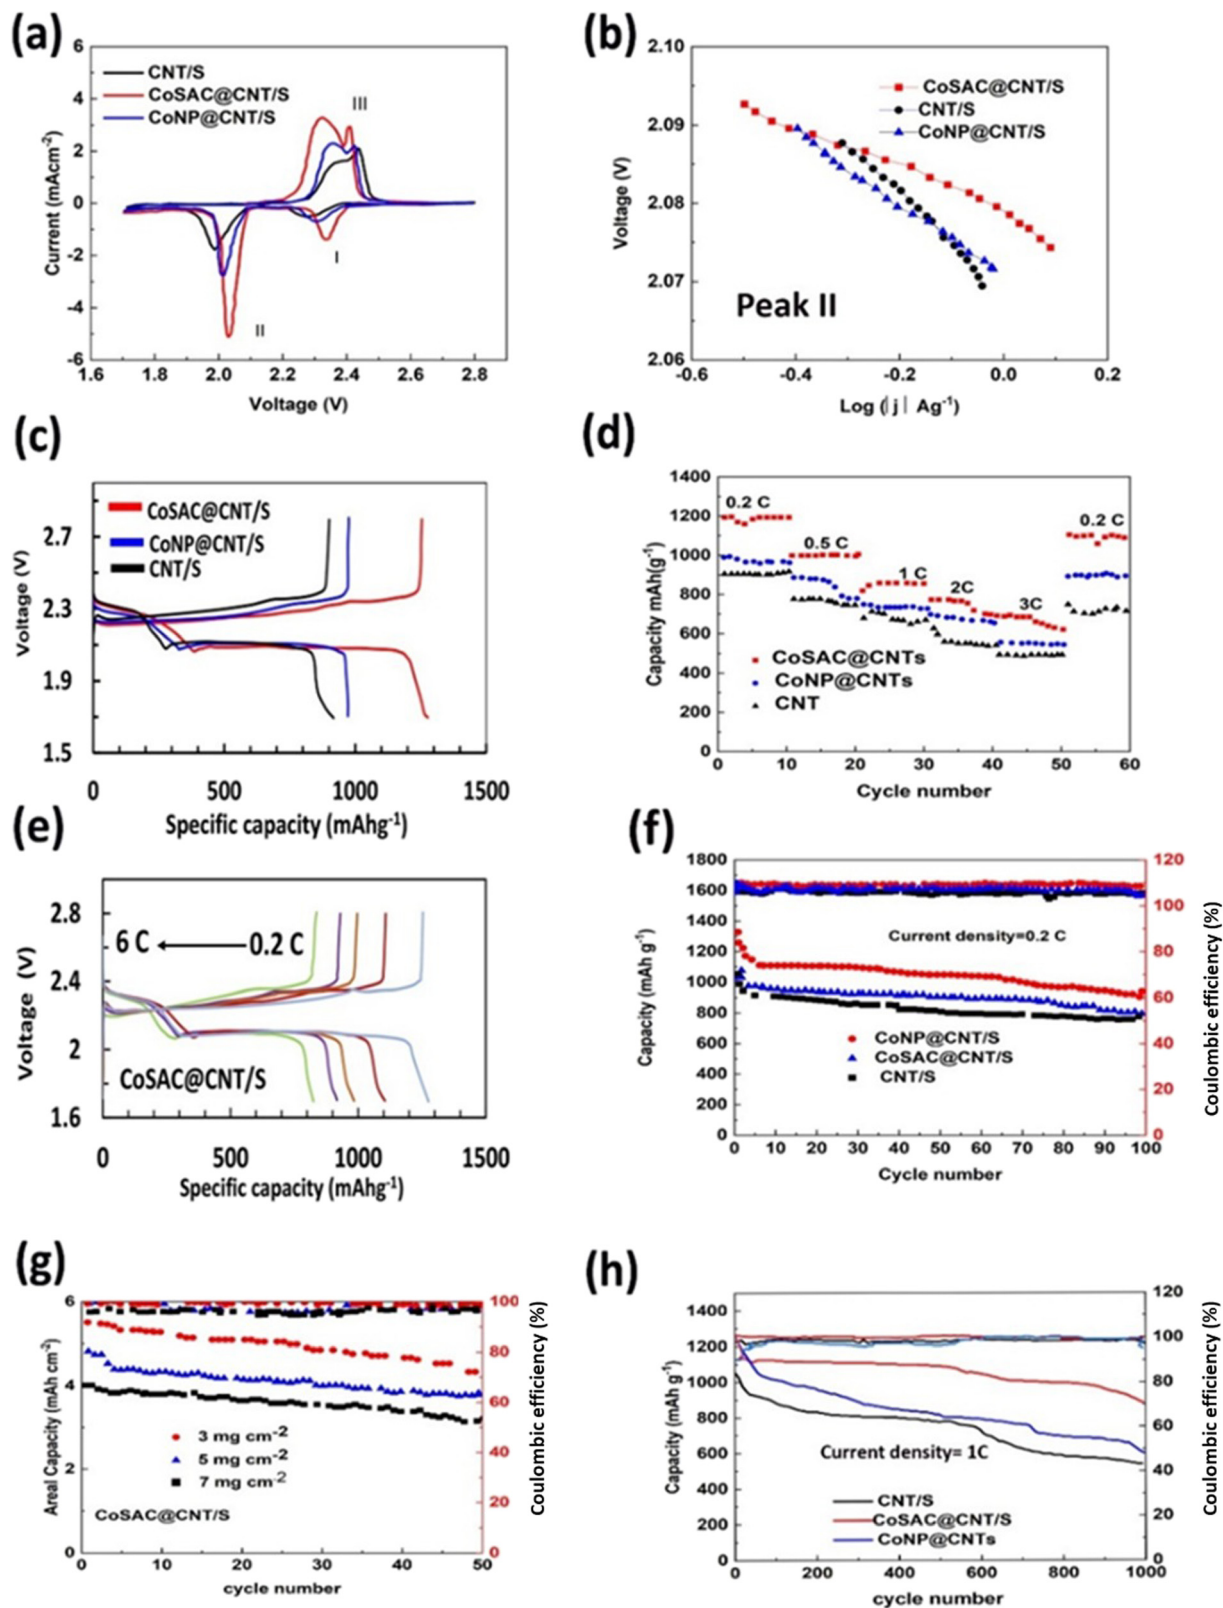 (a)
6
4
2
0
-2
-4
-6
Current (mAcm-2)
CNT/S
CoSAC@CNT/S
CoNP@CNT/S
III
I
II
1.6 1.8 2.0 2.2 2.4 2.6 2.8
Voltage (V)
(b)
2.10
2.09
2.08
2.07
2.06
Voltage (V)
CoSAC@CNT/S
CNT/S
CoNP@CNT/S
Peak II
-0.6 -0.4 -0.2 0.0 0.2
Log (|j| Ag-1)
(c)
2.7
2.3
1.9
1.5
Voltage (V)
CoSAC@CNT/S
CoNP@CNT/S
CNT/S
0 500 1000 1500
Specific capacity (mAhg-1)
(d)
1400
1200
1000
800
600
400
200
0
Capacity mAh(g-1)
0.2 C
0.5 C
1 C
2C
3C
0.2 C
CoSAC@CNTs
CoNP@CNTs
CNT
0 10 20 30 40 50 60
Cycle number
(e)
2.8
2.4
2
1.6
Voltage (V)
6 C 0.2 C
CoSAC@CNT/S
0 500 1000 1500
Specific capacity (mAhg-1)
(f)
1800
1600
1400
1200
1000
800
600
400
200
0
Capacity (mAh g-1)
Current density=0.2 C
CoNP@CNT/S
CoSAC@CNT/S
CNT/S
120
100
80
60
40
20
0
Coulombic efficiency (%)
0 10 20 30 40 50 60 70 80 90 100
Cycle number
(g)
6
4
2
0
Areal Capacity (mAh cm-2)
3 mg cm-2
5 mg cm-2
7 mg cm-2
CoSAC@CNT/S
100
80
60
40
20
0
Coulombic efficiency (%)
0 10 20 30 40 50
cycle number
(h)
1400
1200
1000
800
600
400
200
0
Capacity (mAh g-1)
Current density= 1C
CNT/S
CoSAC@CNT/S
CoNP@CNTs
120
100
80
60
40
20
0
Coulombic efficiency (%)
0 200 400 600 800 1000
cycle number